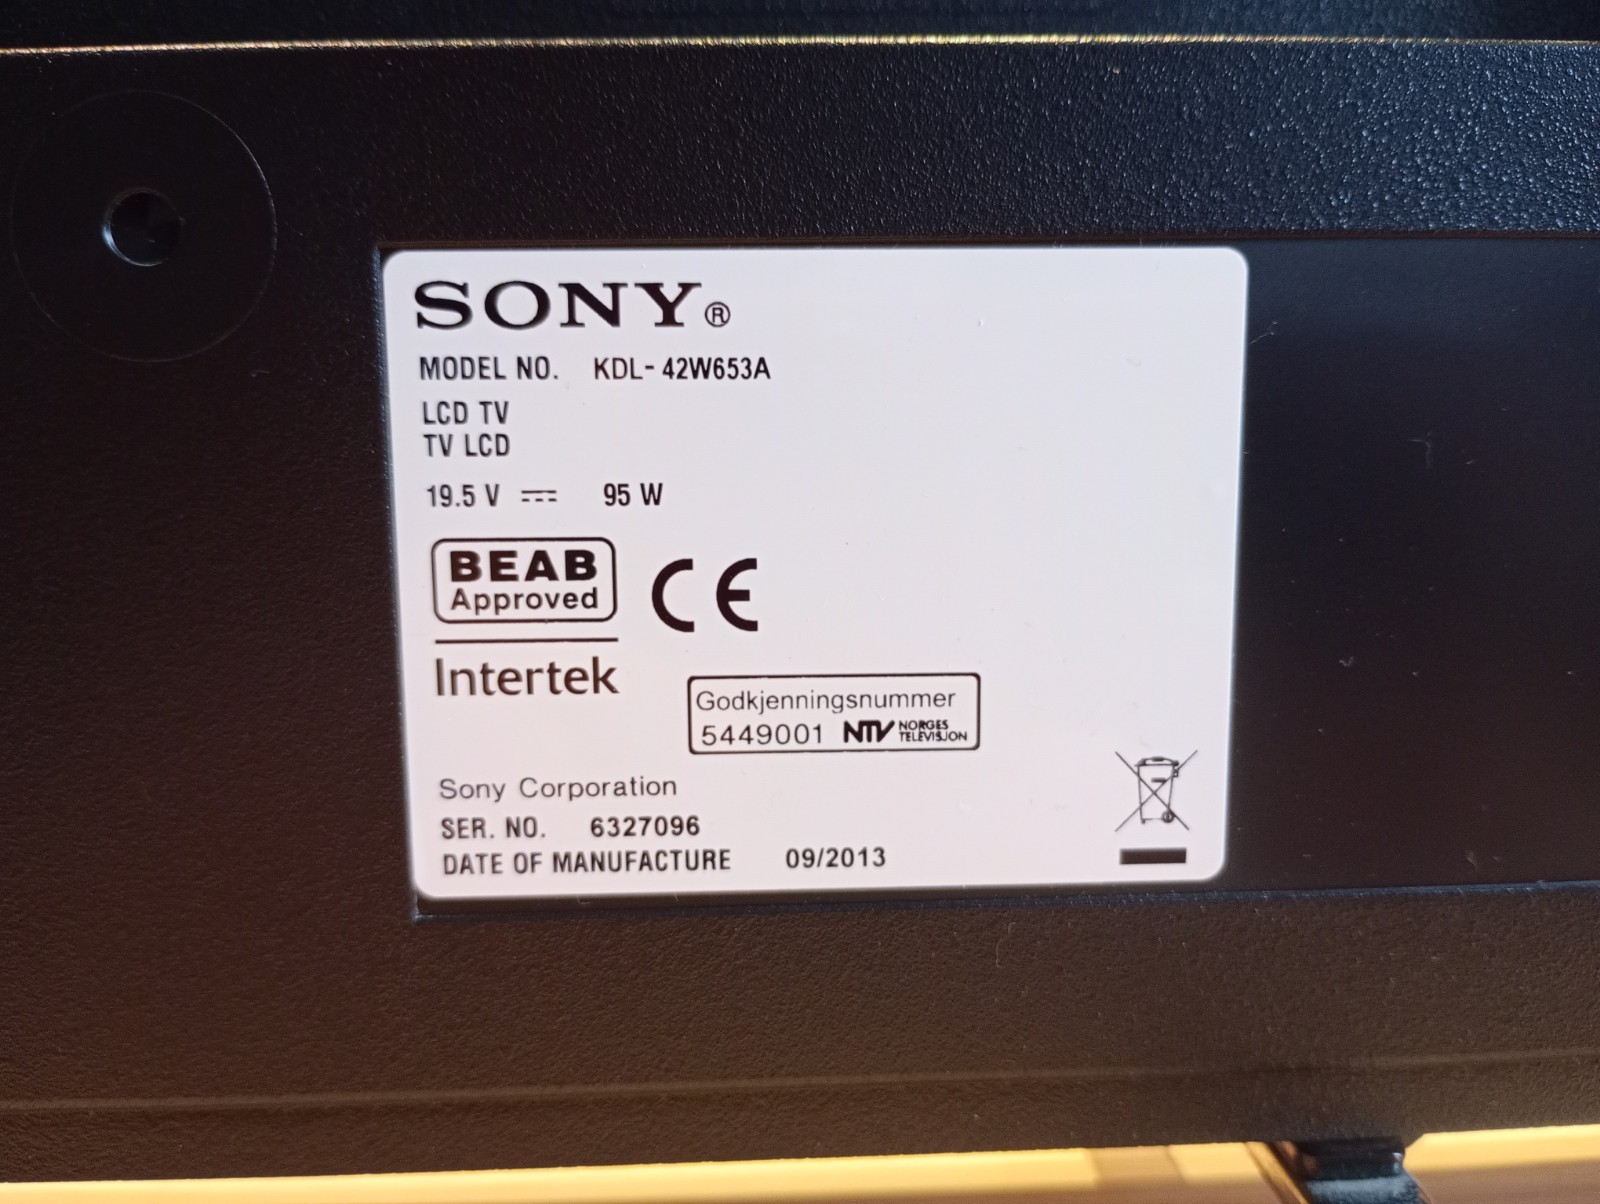 SONY®
MODEL NO. KDL-42W653A
LCD TV
TV LCD
19.5 V ⎓ 95 W
BEAB
Approved
CE
Intertek
Godkjenningsnummer
5449001 NTV NORGES TELEVISJON
Sony Corporation
SER. NO. 6327096
DATE OF MANUFACTURE 09/2013